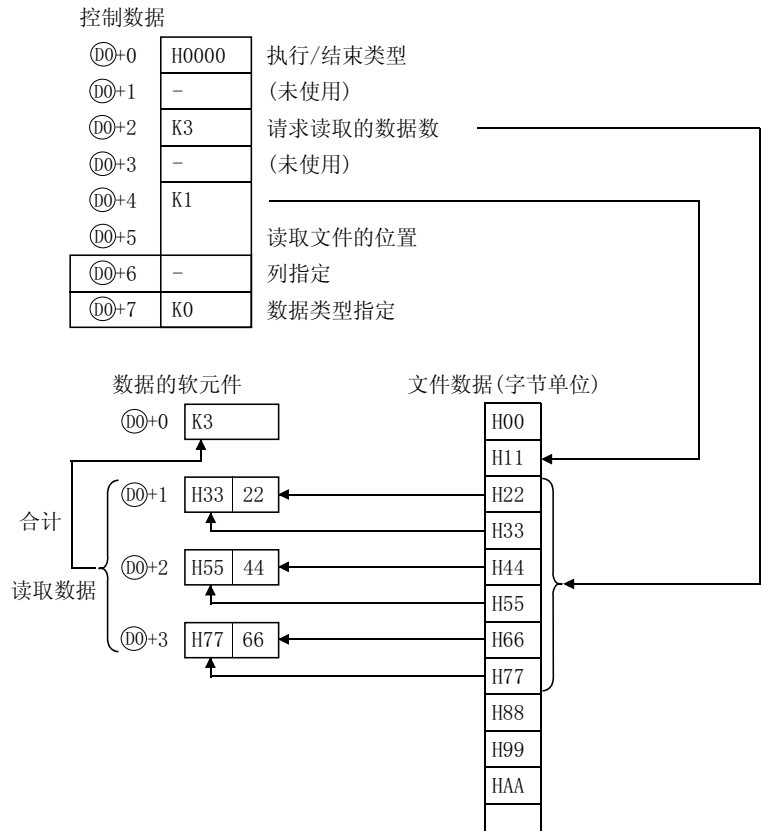 控制数据
D0+0 H0000 执行/结束类型
D0+1 - (未使用)
D0+2 K3 请求读取的数据数
D0+3 - (未使用)
D0+4 K1
D0+5 读取文件的位置
D0+6 - 列指定
D0+7 K0 数据类型指定
数据的软元件 文件数据(字节单位)
D0+0 K3 H00
H11
D0+1 H33 22 H22
合计 H33
D0+2 H55 44 H44
读取数据 H55
D0+3 H77 66 H66
H77
H88
H99
HAA